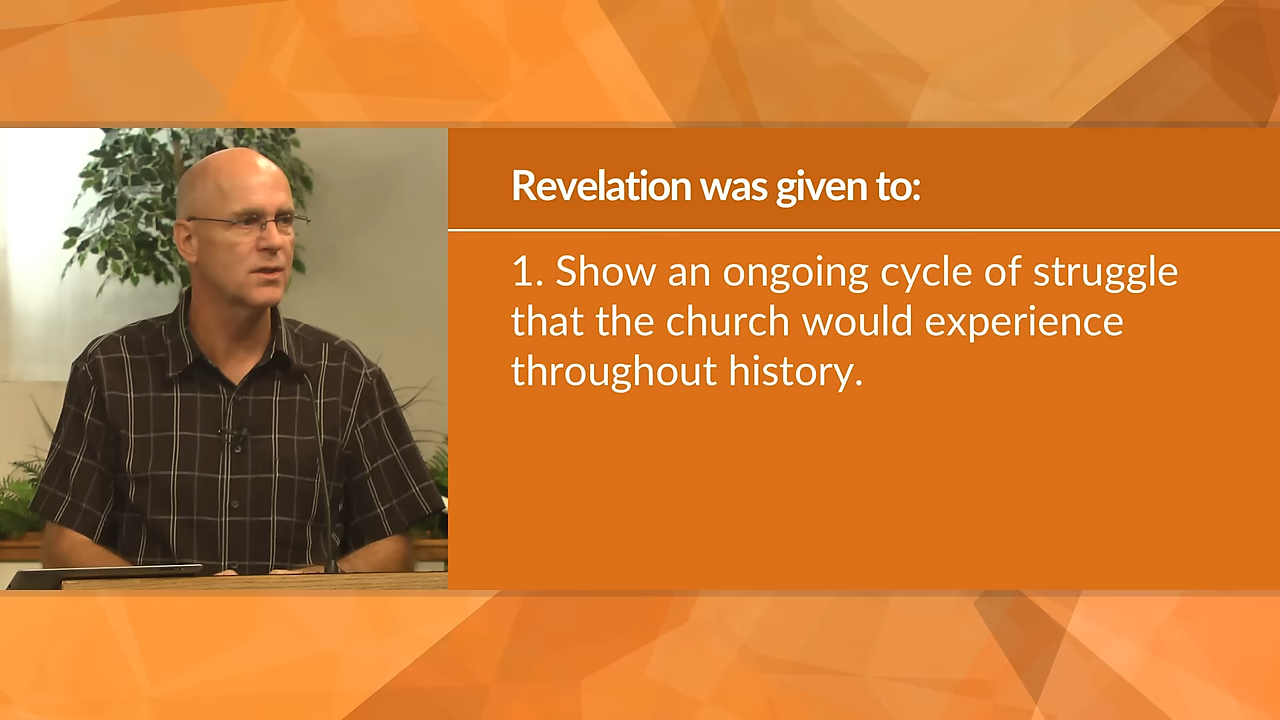 Revelation was given to:
1. Show an ongoing cycle of struggle
that the church would experience
throughout history.